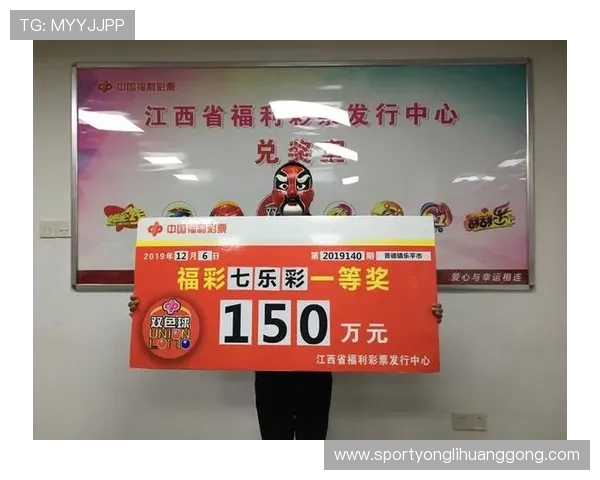 TG: MYYJJPP
中国福利彩票
江西省福利彩票发行中心
兑奖室
中国福利彩票
2019年12月6日
第2019140期 景德镇乐平市
福彩七乐彩一等奖
双色球
UNION
LOTTO
150万元
江西省福利彩票发行中心
爱心与幸运相连
www.sportyonglihuanggong.com